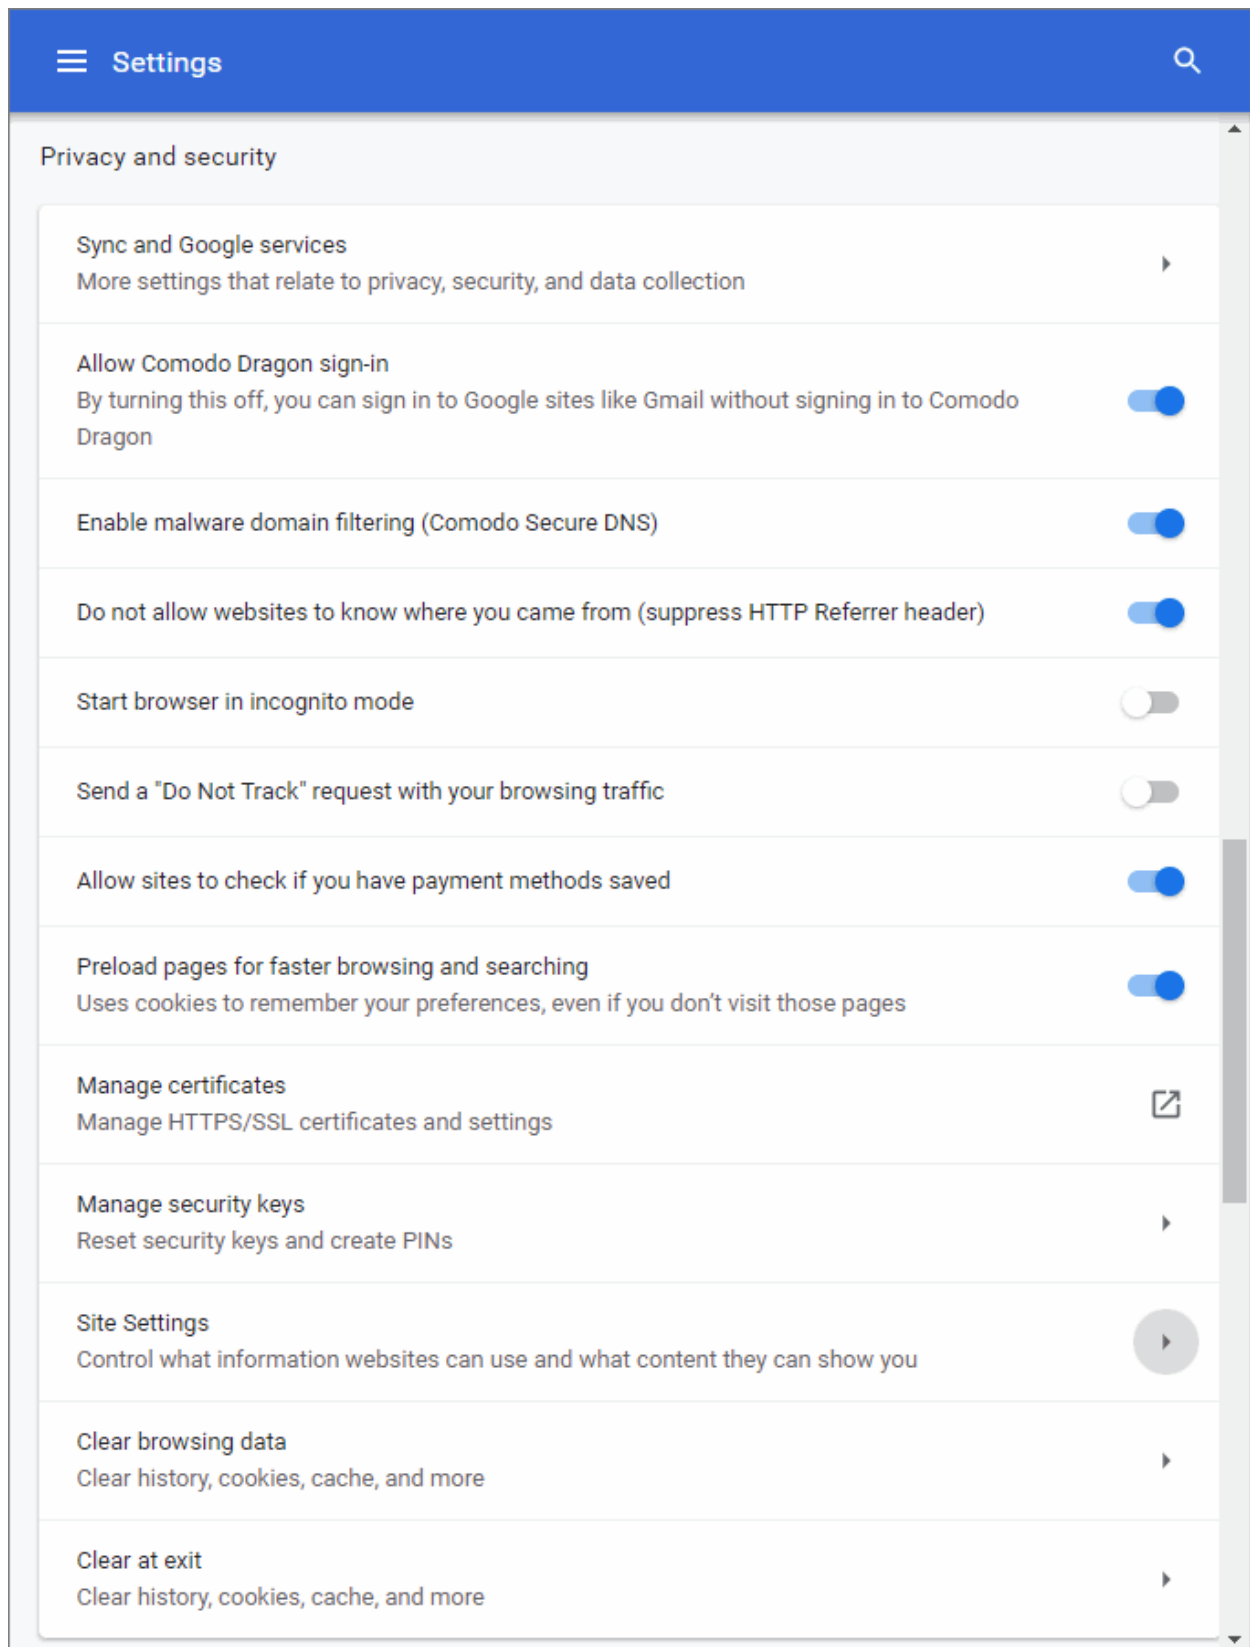 Settings
Privacy and security
Sync and Google services
More settings that relate to privacy, security, and data collection
Allow Comodo Dragon sign-in
By turning this off, you can sign in to Google sites like Gmail without signing in to Comodo
Dragon
Enable malware domain filtering (Comodo Secure DNS)
Do not allow websites to know where you came from (suppress HTTP Referrer header)
Start browser in incognito mode
Send a "Do Not Track" request with your browsing traffic
Allow sites to check if you have payment methods saved
Preload pages for faster browsing and searching
Uses cookies to remember your preferences, even if you don’t visit those pages
Manage certificates
Manage HTTPS/SSL certificates and settings
Manage security keys
Reset security keys and create PINs
Site Settings
Control what information websites can use and what content they can show you
Clear browsing data
Clear history, cookies, cache, and more
Clear at exit
Clear history, cookies, cache, and more